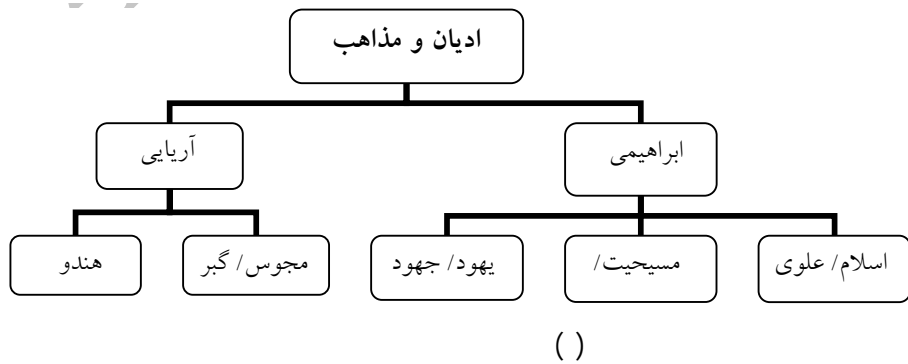 ادیان و مذاهب
ابراهیمی
آریایی
اسلام/ علوی
مسیحیت/
یهود/ جهود
مجوس/ گبر
هندو
( )